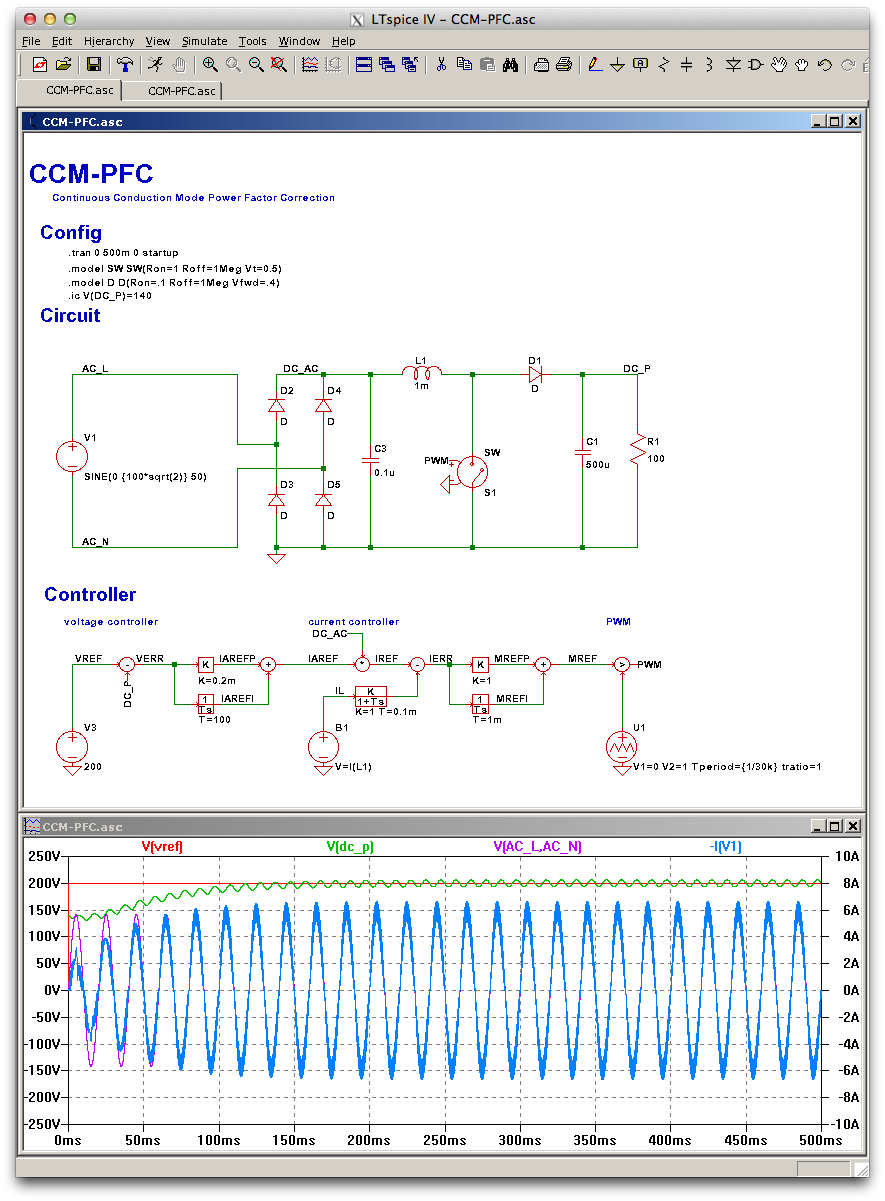 LTspice IV - CCM-PFC.asc
File Edit Hierarchy View Simulate Tools Window Help
CCM-PFC.asc CCM-PFC.asc
CCM-PFC.asc
CCM-PFC
Continuous Conduction Mode Power Factor Correction
Config
.tran 0 500m 0 startup
.model SW SW(Ron=1 Roff=1Meg Vt=0.5)
.model D D(Ron=.1 Roff=1Meg Vfwd=.4)
.ic V(DC_P)=140
Circuit
AC_L DC_AC L1 D1 DC_P
1m D
D2 D4
D D
V1 C3 PWM SW C1 R1
SINE(0 {100*sqrt(2)} 50) 0.1u 500u 100
D3 D5 S1
D D
AC_N
Controller
voltage controller current controller PWM
DC_AC
VREF - VERR K IAREFP + IAREF * IREF - IERR K MREFP + MREF > PWM
K=0.2m K=1
DC_P 1 Ts IAREFI IL K 1+Ts 1 Ts MREFI
T=100 K=1 T=0.1m T=1m
V3 B1 U1
200 V=I(L1) V1=0 V2=1 Tperiod={1/30k} tratio=1
CCM-PFC.asc
V(vref) V(dc_p) V(AC_L,AC_N) -I(V1)
250V 10A
200V 8A
150V 6A
100V 4A
50V 2A
0V 0A
-50V -2A
-100V -4A
-150V -6A
-200V -8A
-250V -10A
0ms 50ms 100ms 150ms 200ms 250ms 300ms 350ms 400ms 450ms 500ms